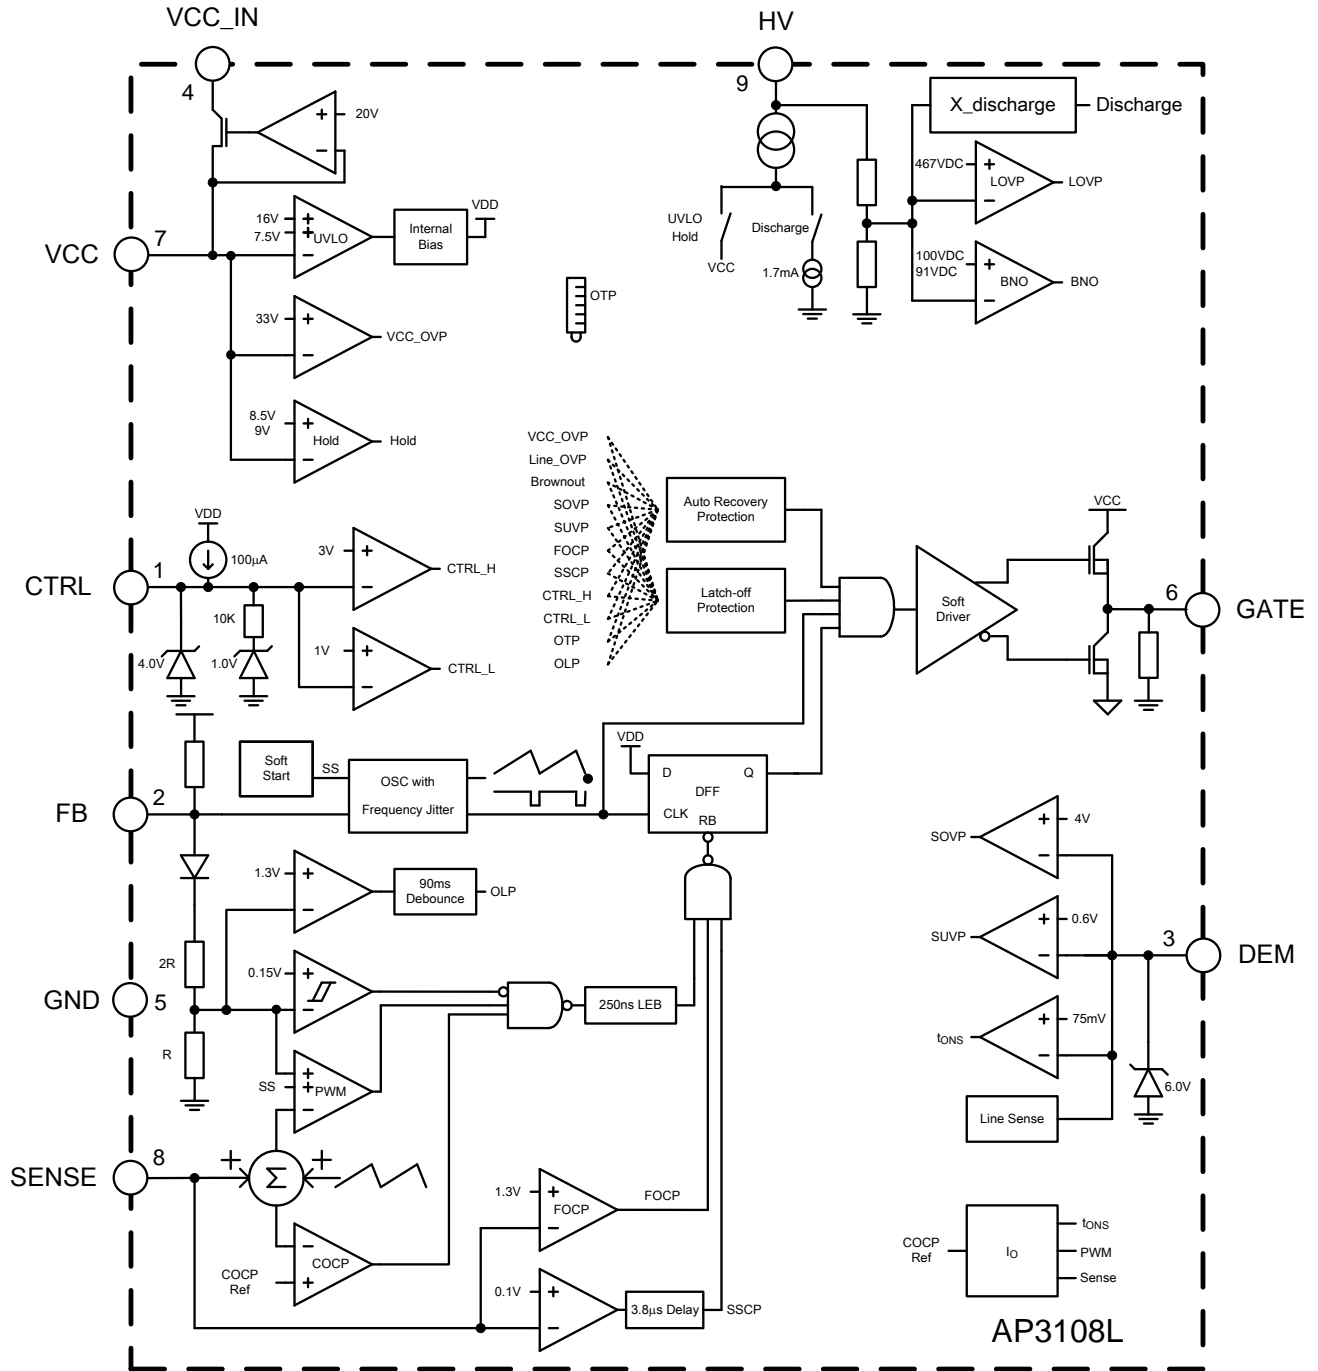 VCC_IN
HV
4
9
20V
X_discharge
Discharge
467VDC
+
−
LOVP
LOVP
UVLO
Hold
Discharge
VCC
1.7mA
100VDC
91VDC
+
−
BNO
BNO
VCC
7
16V
7.5V
+
+
−
UVLO
Internal
Bias
VDD
OTP
33V
+
−
VCC_OVP
8.5V
9V
+
−
Hold
Hold
VCC_OVP
Line_OVP
Brownout
SOVP
SUVP
FOCP
SSCP
CTRL_H
CTRL_L
OTP
OLP
Auto Recovery
Protection
Latch-off
Protection
Soft
Driver
VCC
6
GATE
CTRL
1
VDD
100µA
10K
4.0V
1.0V
3V
+
−
CTRL_H
1V
+
−
CTRL_L
FB
2
Soft
Start
SS
OSC with
Frequency Jitter
VDD
D
Q
DFF
CLK
RB
1.3V
+
−
90ms
Debounce
OLP
2R
GND
5
0.15V
+
−
250ns LEB
R
SS
+
+
−
PWM
SENSE
8
+
Σ
+
−
+
COCP
COCP
Ref
1.3V
+
−
FOCP
FOCP
0.1V
+
−
3.8µs Delay
SSCP
SOVP
+
−
4V
SUVP
+
−
0.6V
3
DEM
tONS
+
−
75mV
6.0V
Line Sense
COCP
Ref
IO
tONS
PWM
Sense
AP3108L